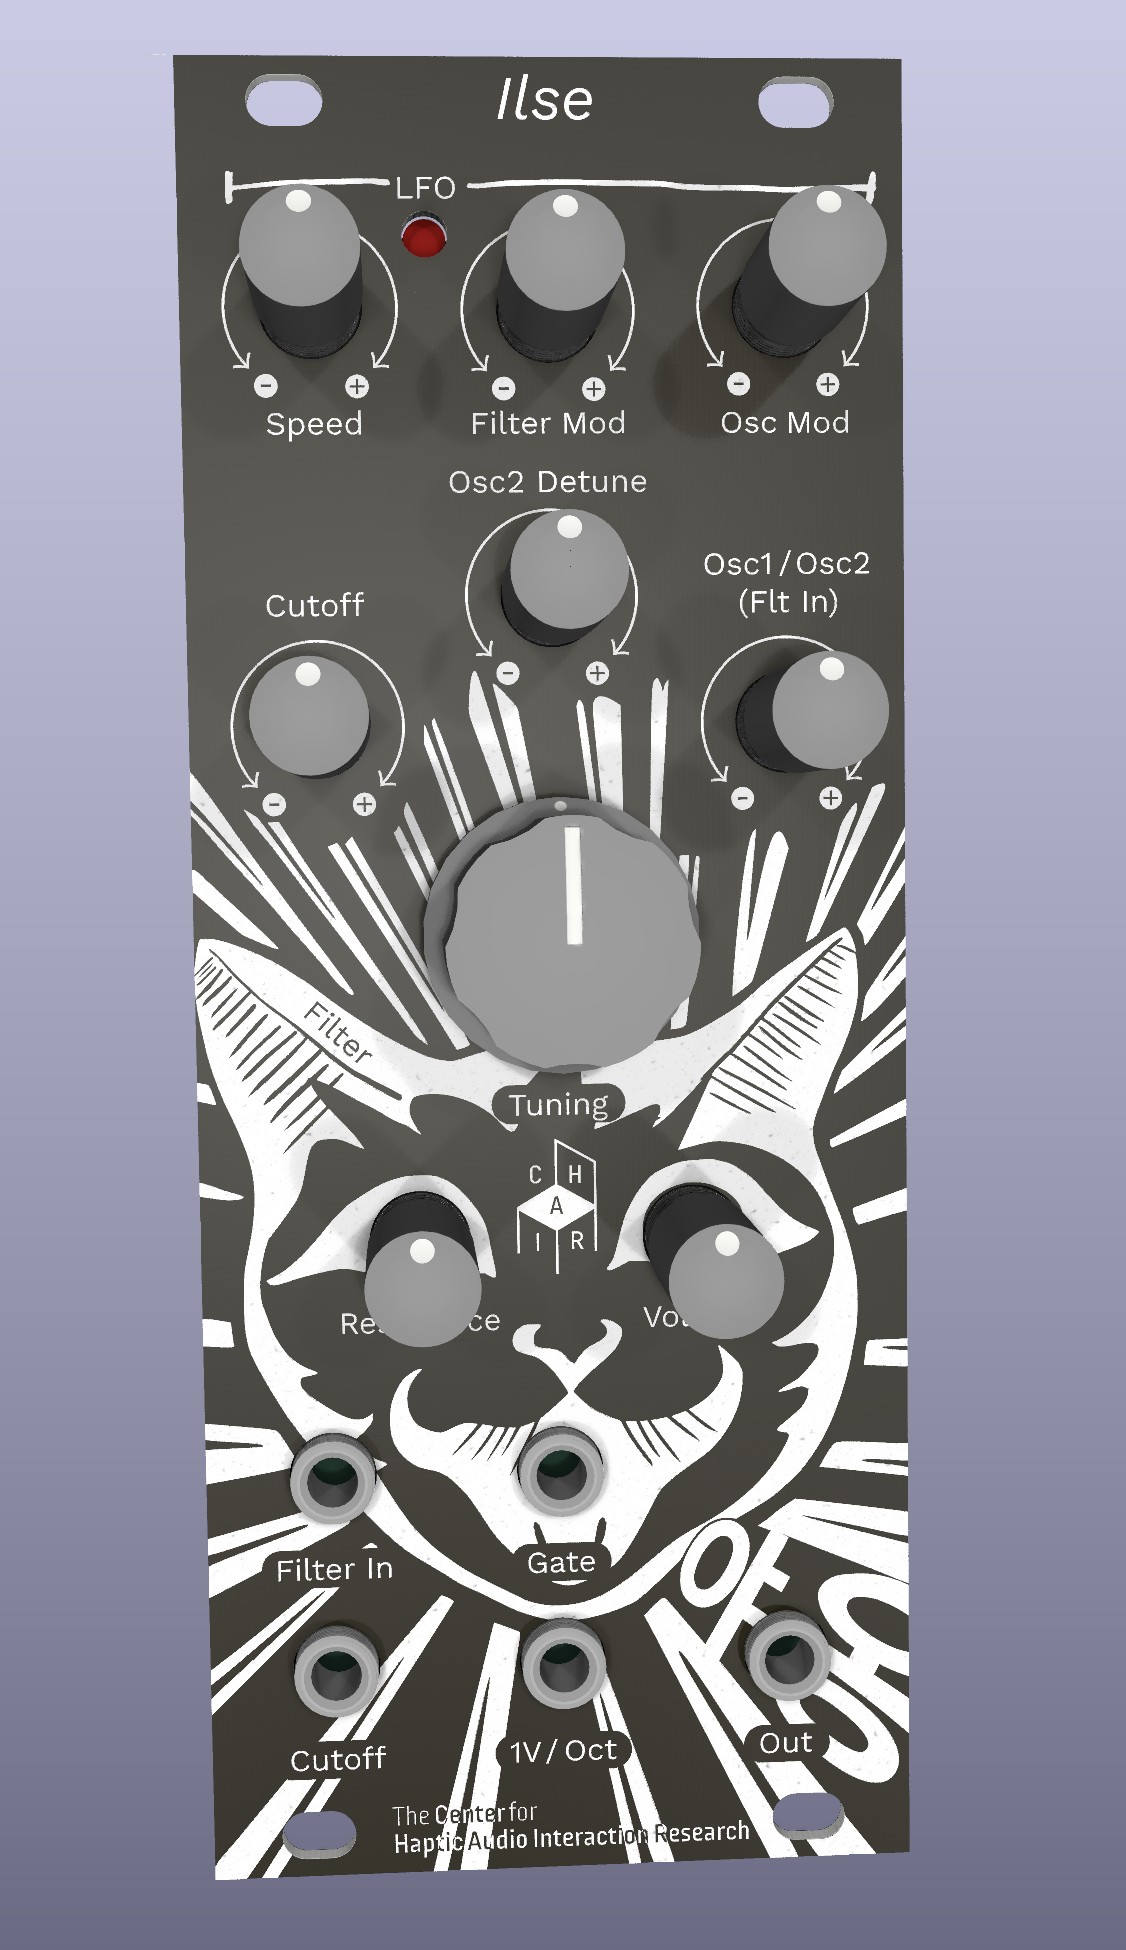 Ilse
LFO
- +
- +
- +
Speed
Filter Mod
Osc Mod
Osc2 Detune
- +
Osc1/Osc2
(Flt In)
Cutoff
- +
- +
Filter
Tuning
C H
A
I R
Filter In
Gate
OF
Cutoff
1V/Oct
Out
The Center for
Haptic Audio Interaction Research